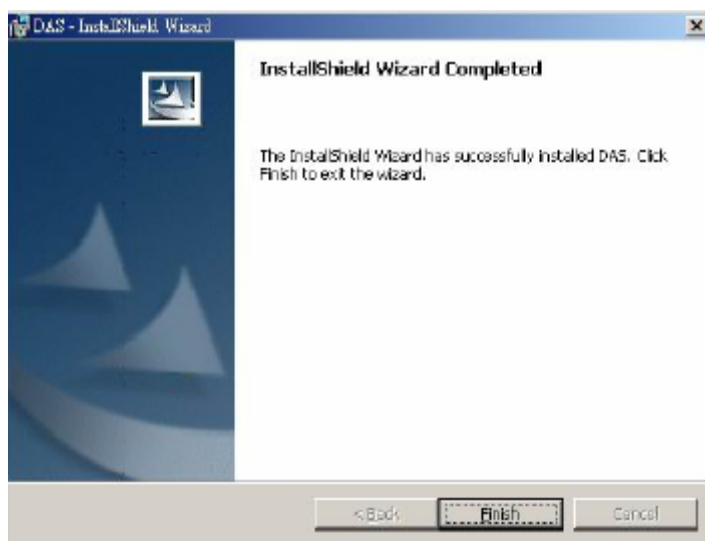 DAS - InstallShield Wizard
InstallShield Wizard Completed
The InstallShield Wizard has successfully installed DAS. Click
Finish to exit the wizard.
< Back
Finish
Cancel